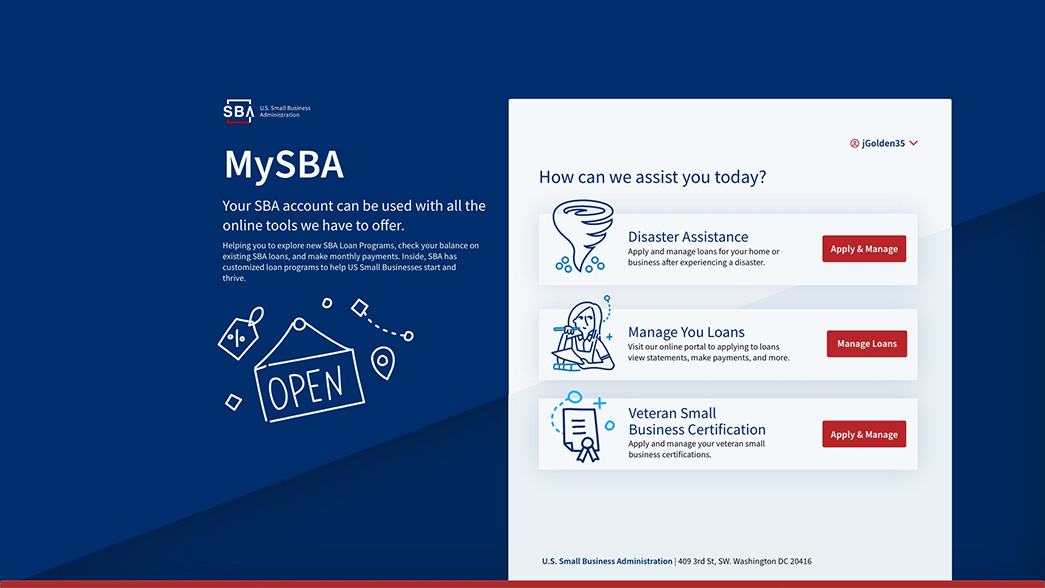 SBA
U.S. Small Business
Administration
MySBA
Your SBA account can be used with all the
online tools we have to offer.
Helping you to explore new SBA Loan Programs, check your balance on
existing SBA loans, and make monthly payments. Inside, SBA has
customized loan programs to help US Small Businesses start and
thrive.
%
OPEN
jGolden35
How can we assist you today?
Disaster Assistance
Apply and manage loans for your home or
business after experiencing a disaster.
Apply & Manage
Manage You Loans
Visit our online portal to applying to loans
view statements, make payments, and more.
Manage Loans
Veteran Small
Business Certification
Apply and manage your veteran small
business certifications.
Apply & Manage
U.S. Small Business Administration | 409 3rd St, SW. Washington DC 20416